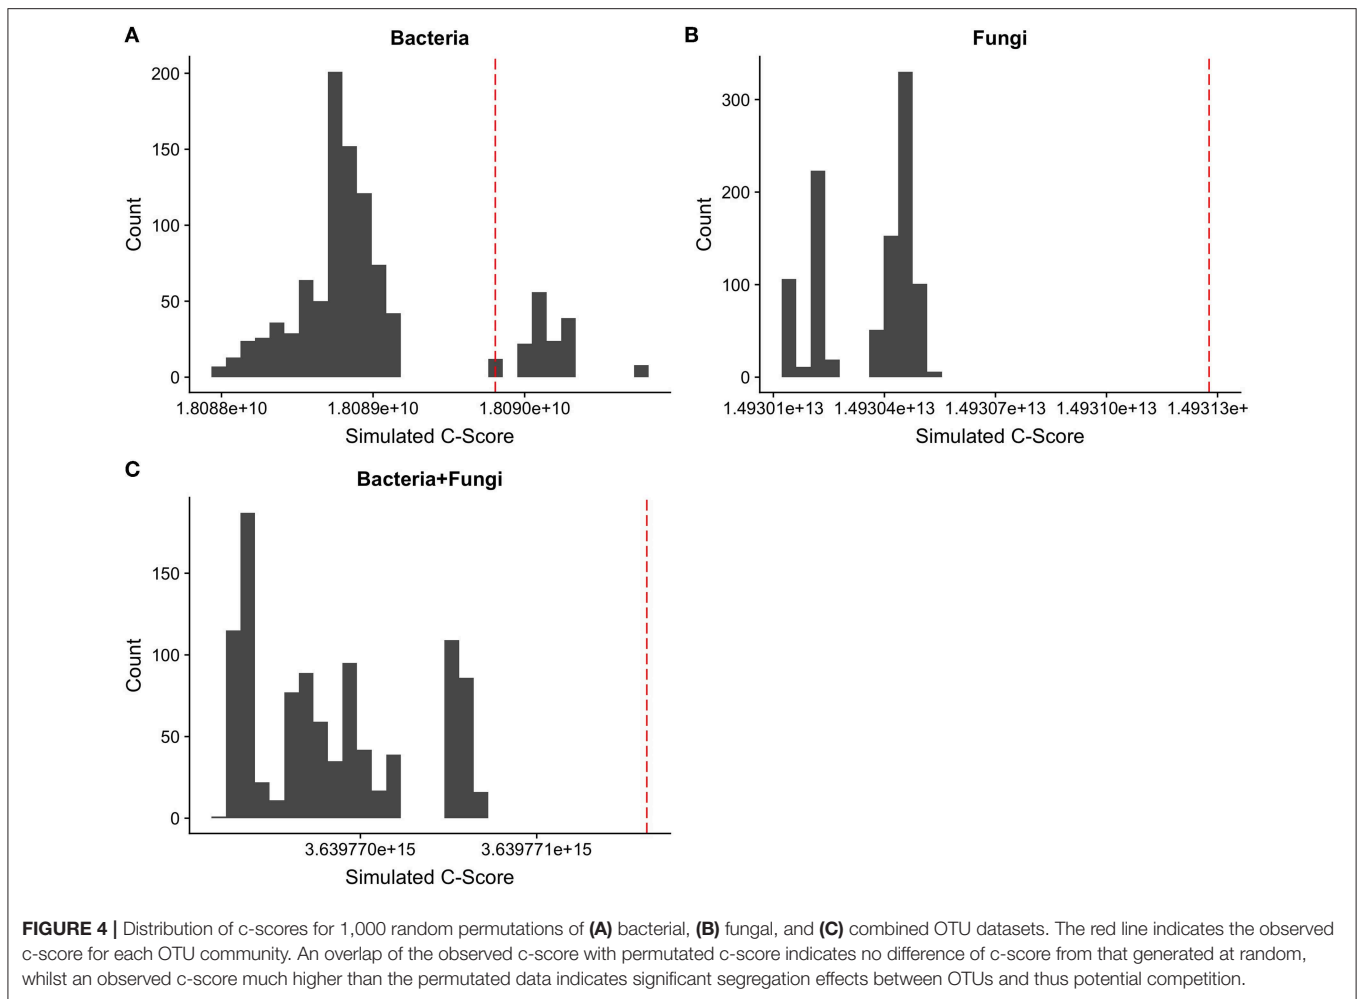 A
Bacteria
200
150
100
50
0
Count
1.8088e+10 1.8089e+10 1.8090e+10
Simulated C-Score
B
Fungi
300
200
100
0
Count
1.49301e+13 1.49304e+13 1.49307e+13 1.49310e+13 1.49313e+
Simulated C-Score
C
Bacteria+Fungi
150
100
50
0
Count
3.639770e+15 3.639771e+15
Simulated C-Score
FIGURE 4 | Distribution of c-scores for 1,000 random permutations of (A) bacterial, (B) fungal, and (C) combined OTU datasets. The red line indicates the observed
c-score for each OTU community. An overlap of the observed c-score with permutated c-score indicates no difference of c-score from that generated at random,
whilst an observed c-score much higher than the permutated data indicates significant segregation effects between OTUs and thus potential competition.